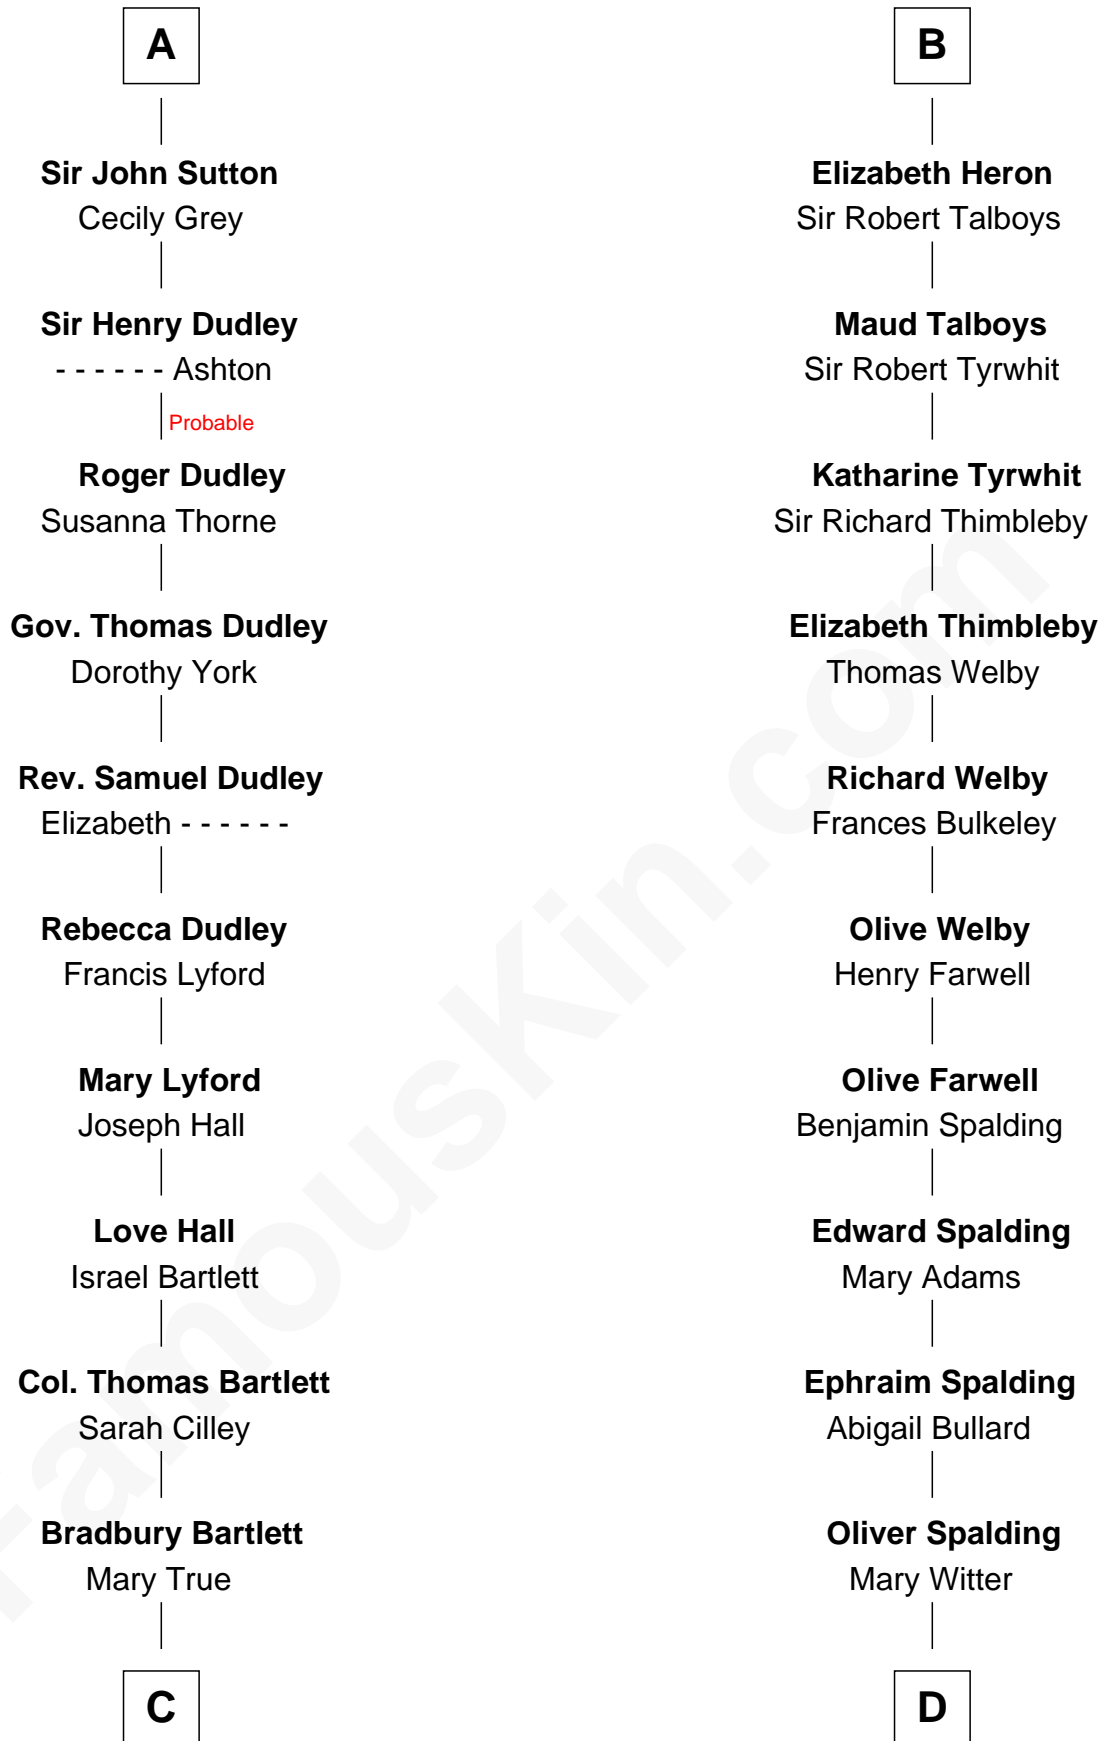 A
Sir John Sutton
Cecily Grey
Sir Henry Dudley
- - - - - - Ashton
Probable
Roger Dudley
Susanna Thorne
Gov. Thomas Dudley
Dorothy York
Rev. Samuel Dudley
Elizabeth - - - - - -
Rebecca Dudley
Francis Lyford
Mary Lyford
Joseph Hall
Love Hall
Israel Bartlett
Col. Thomas Bartlett
Sarah Cilley
Bradbury Bartlett
Mary True
C
B
Elizabeth Heron
Sir Robert Talboys
Maud Talboys
Sir Robert Tyrwhit
Katharine Tyrwhit
Sir Richard Thimbleby
Elizabeth Thimbleby
Thomas Welby
Richard Welby
Frances Bulkeley
Olive Welby
Henry Farwell
Olive Farwell
Benjamin Spalding
Edward Spalding
Mary Adams
Ephraim Spalding
Abigail Bullard
Oliver Spalding
Mary Witter
D
FamousKin.com